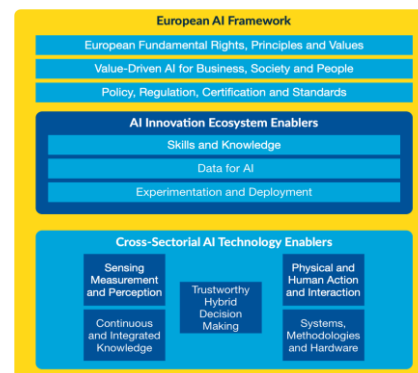 European AI Framework
European Fundamental Rights, Principles and Values
Value-Driven AI for Business, Society and People
Policy, Regulation, Certification and Standards
AI Innovation Ecosystem Enablers
Skills and Knowledge
Data for AI
Experimentation and Deployment
Cross-Sectorial AI Technology Enablers
Sensing
Measurement
and Perception
Continuous
and Integrated
Knowledge
Trustworthy
Hybrid
Decision
Making
Physical and
Human Action
and Interaction
Systems,
Methodologies
and Hardware